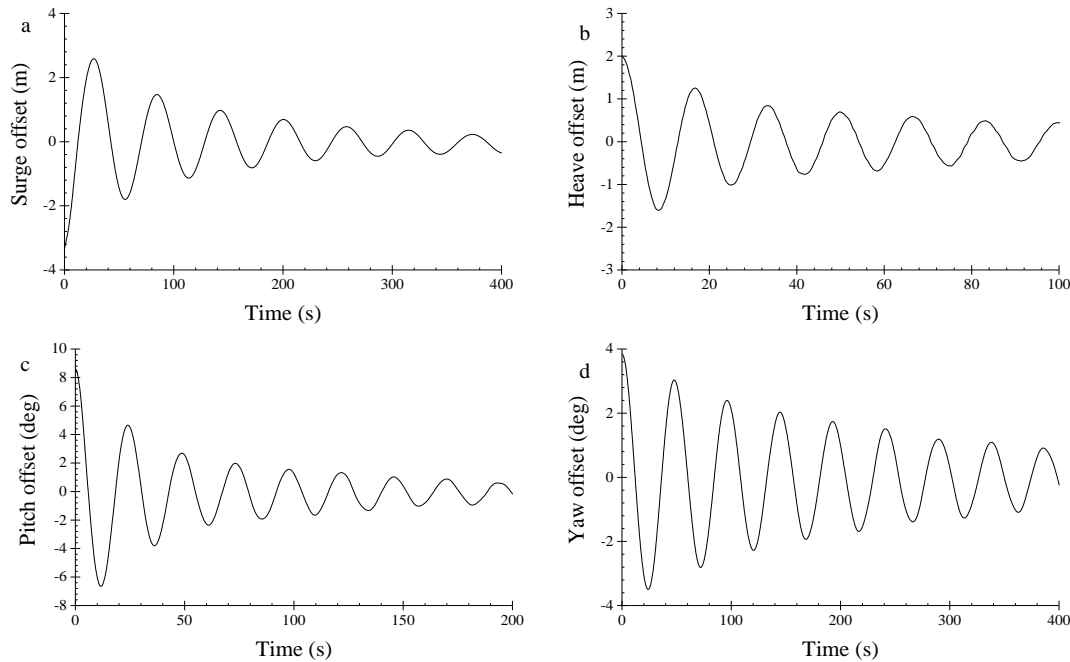 a
4
2
0
-2
-4
Surge offset (m)
0 100 200 300 400
Time (s)
b
3
2
1
0
-1
-2
-3
Heave offset (m)
0 20 40 60 80 100
Time (s)
c
10
8
6
4
2
0
-2
-4
-6
-8
Pitch offset (deg)
0 50 100 150 200
Time (s)
d
4
2
0
-2
-4
Yaw offset (deg)
0 100 200 300 400
Time (s)